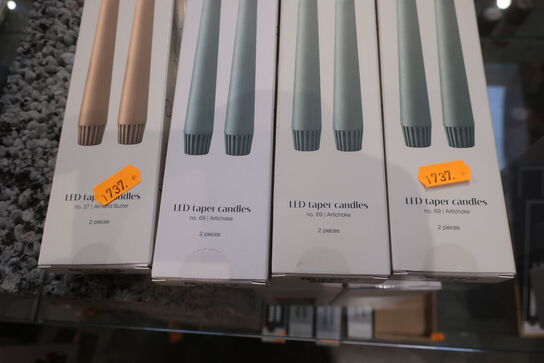 1737.
LED taper candles
no. 27 | Almond Butter
2 pieces
LED taper candles
no. 69 | Artichoke
2 pieces
LED taper candles
no. 69 | Artichoke
2 pieces
1737.
LED taper candles
no. 69 | Artichoke
2 pieces